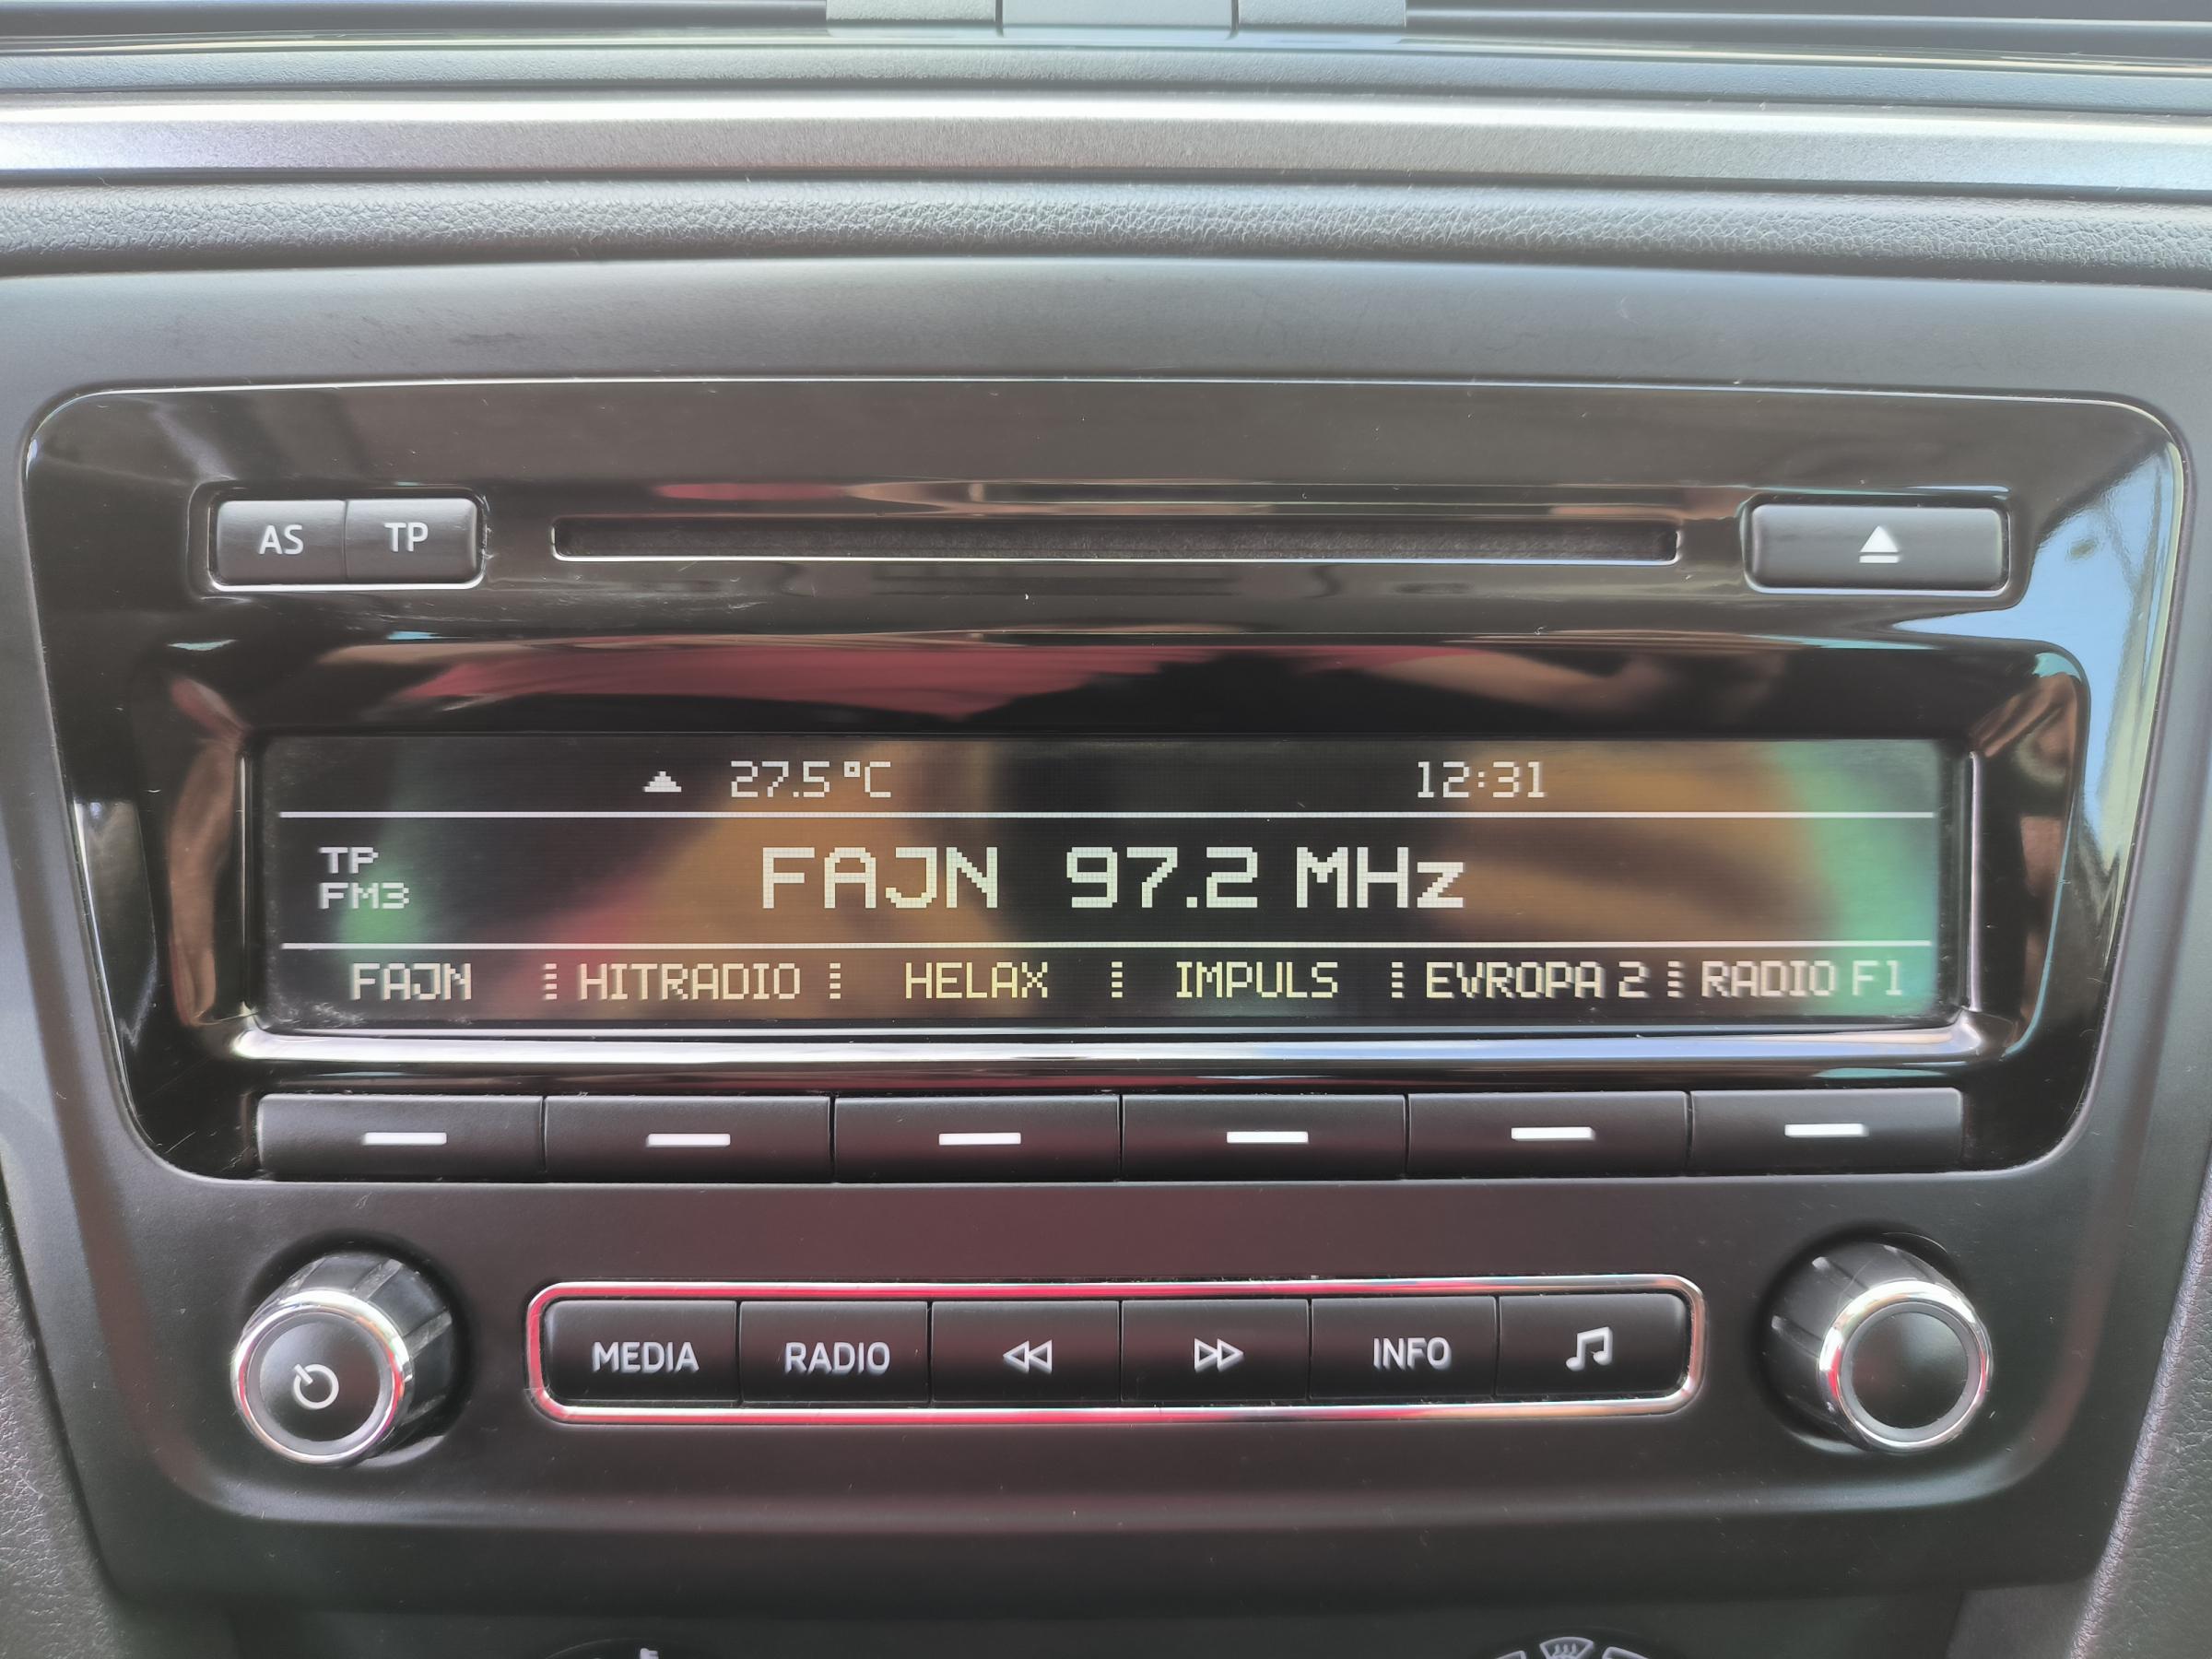 AS TP
27.5°C 12:31
TP
FM3
FAJN 97.2 MHz
FAJN HITRADIO HELAX IMPULS EVROPA 2 RADIO F1
MEDIA RADIO INFO